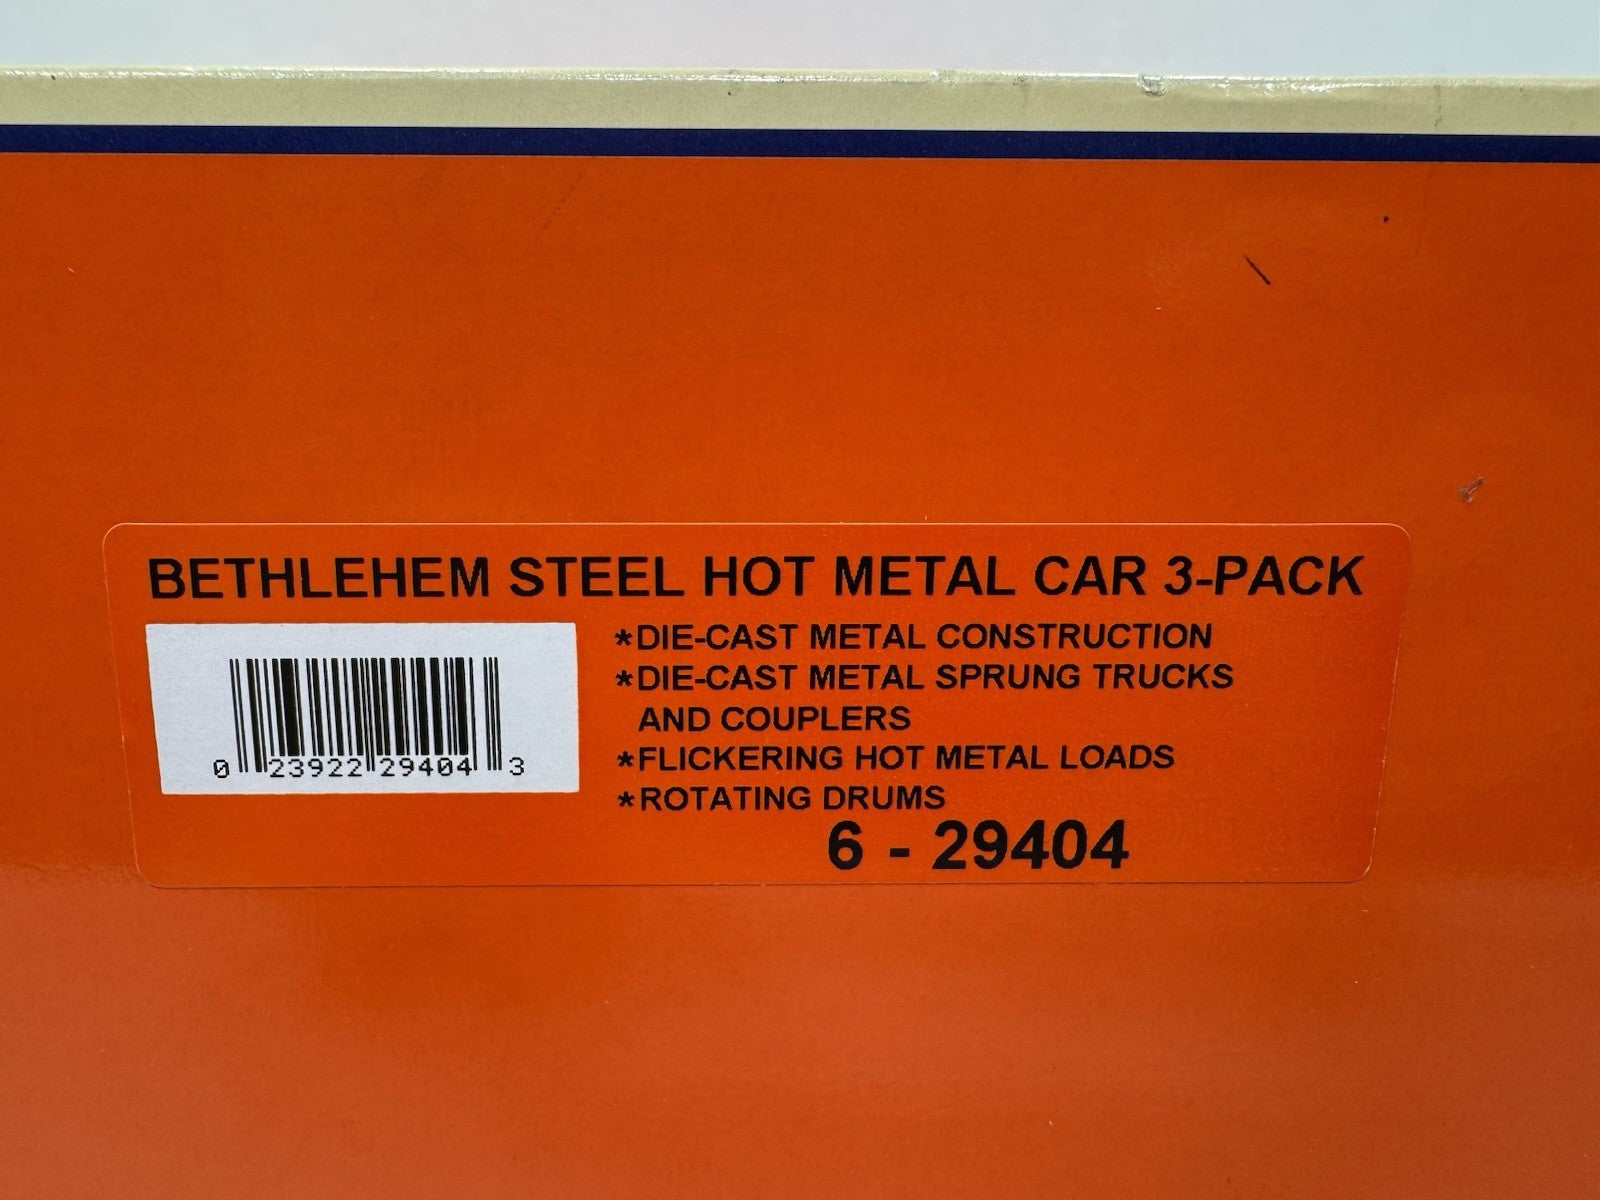 BETHLEHEM STEEL HOT METAL CAR 3-PACK
*DIE-CAST METAL CONSTRUCTION
*DIE-CAST METAL SPRUNG TRUCKS
AND COUPLERS
*FLICKERING HOT METAL LOADS
*ROTATING DRUMS
0 23922 29404 3
6 - 29404